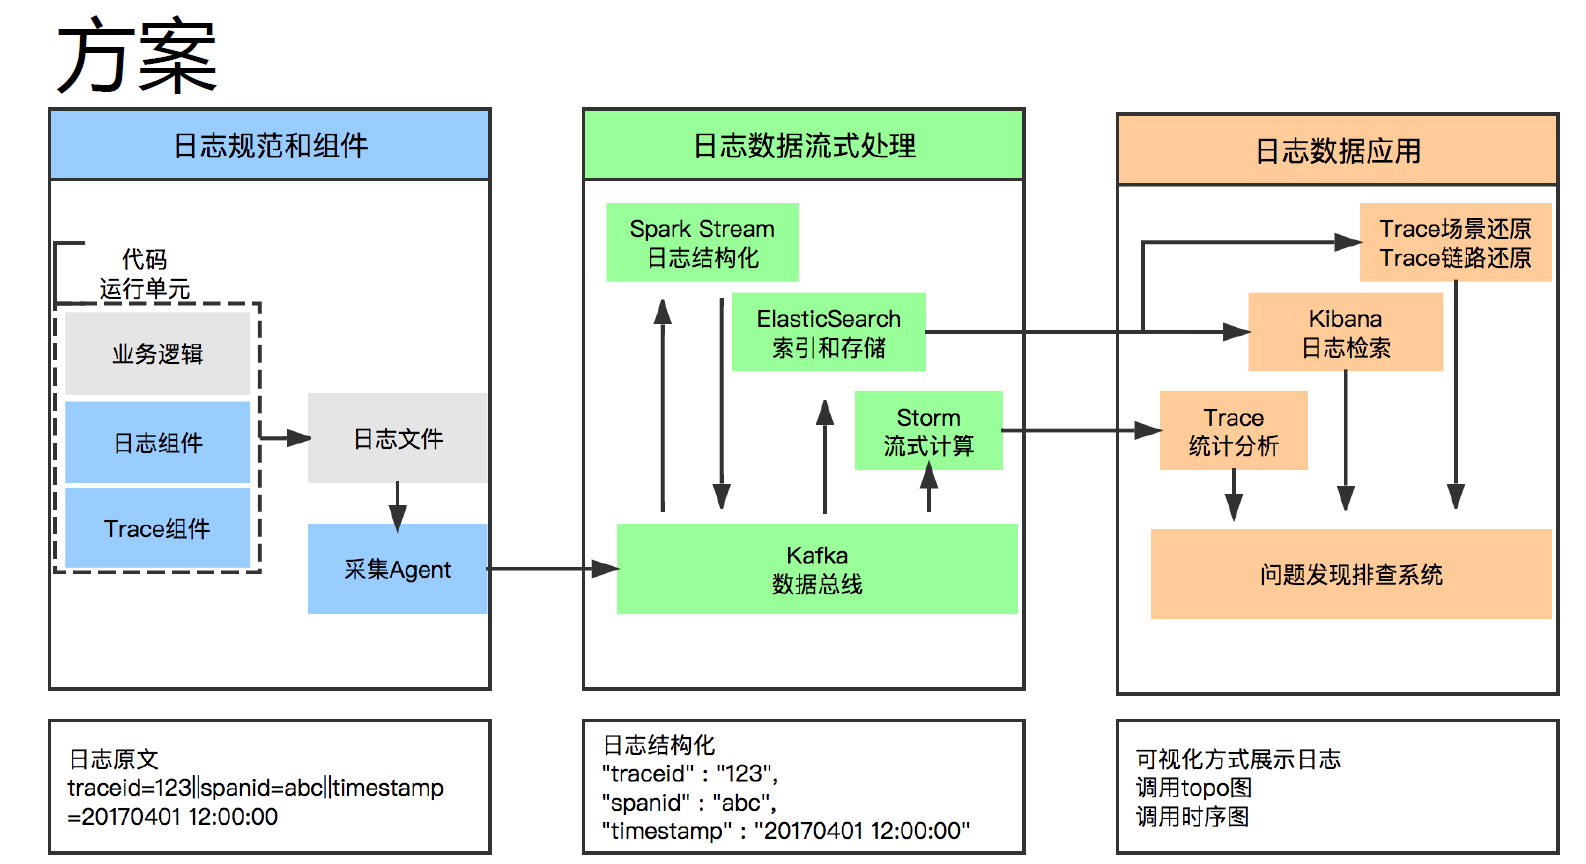 方案
日志规范和组件
代码
运行单元
业务逻辑
日志组件
Trace组件
日志文件
采集Agent
日志数据流式处理
Spark Stream
日志结构化
ElasticSearch
索引和存储
Storm
流式计算
Kafka
数据总线
日志数据应用
Trace场景还原
Trace链路还原
Kibana
日志检索
Trace
统计分析
问题发现排查系统
日志原文
traceid=123||spanid=abc||timestamp
=20170401 12:00:00
日志结构化
"traceid" : "123",
"spanid" : "abc",
"timestamp" : "20170401 12:00:00"
可视化方式展示日志
调用topo图
调用时序图